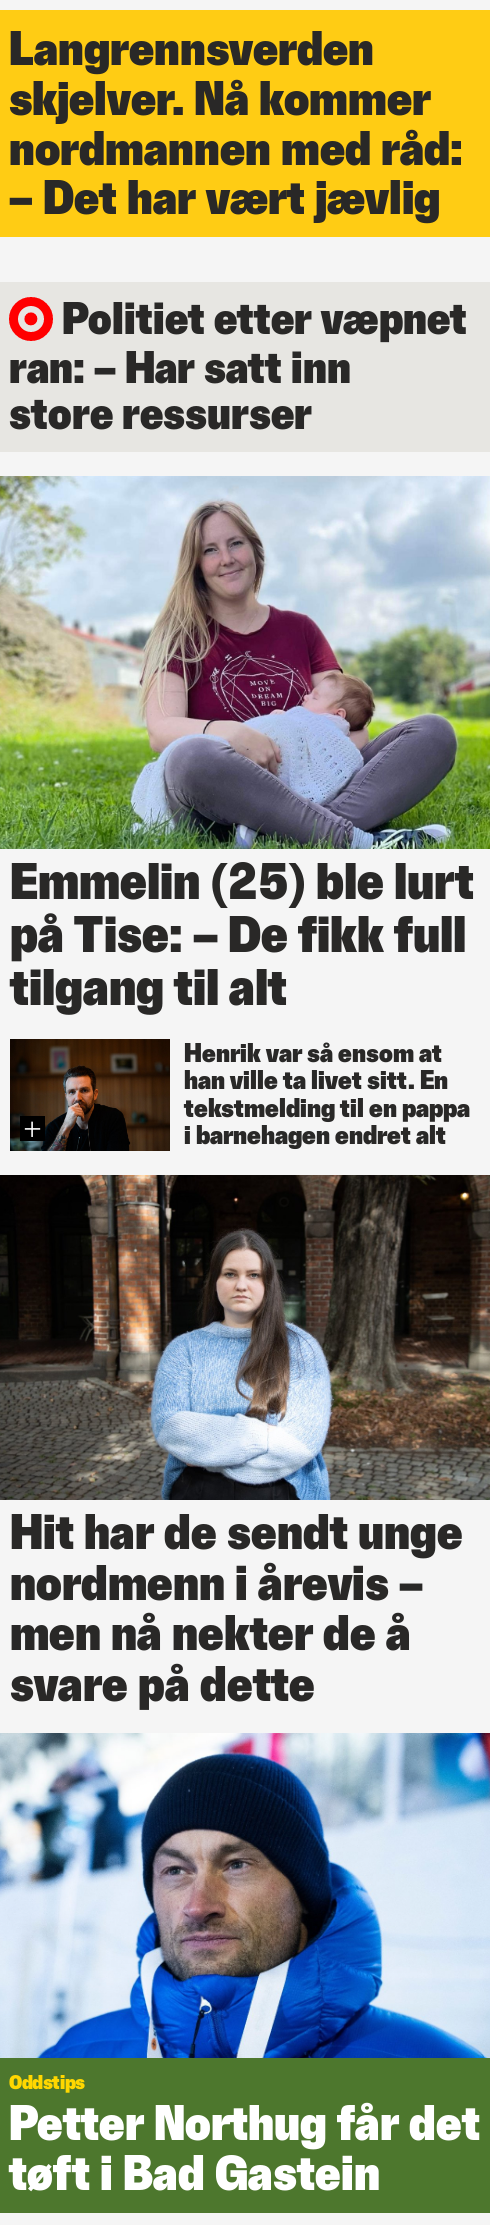 Langrennsverden
skjelver. Nå kommer
nordmannen med råd:
– Det har vært jævlig
Politiet etter væpnet
ran: – Har satt inn
store ressurser
MOVE
ON
DREAM
BIG
Emmelin (25) ble lurt
på Tise: – De fikk full
tilgang til alt
Henrik var så ensom at
han ville ta livet sitt. En
tekstmelding til en pappa
i barnehagen endret alt
Hit har de sendt unge
nordmenn i årevis –
men nå nekter de å
svare på dette
Oddstips
Petter Northug får det
tøft i Bad Gastein